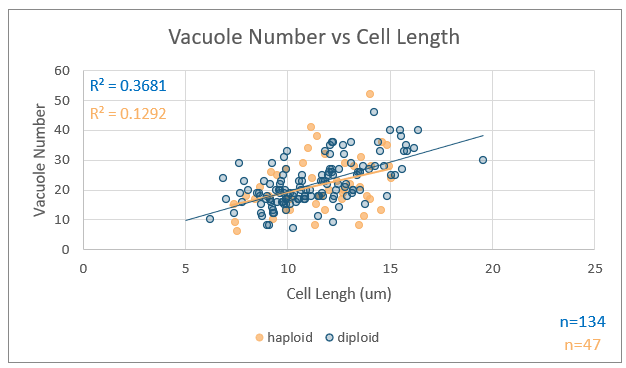 Vacuole Number vs Cell Length
R² = 0.3681
R² = 0.1292
Vacuole Number
60
50
40
30
20
10
0
0 5 10 15 20 25
Cell Lengh (um)
haploid diploid
n=134
n=47